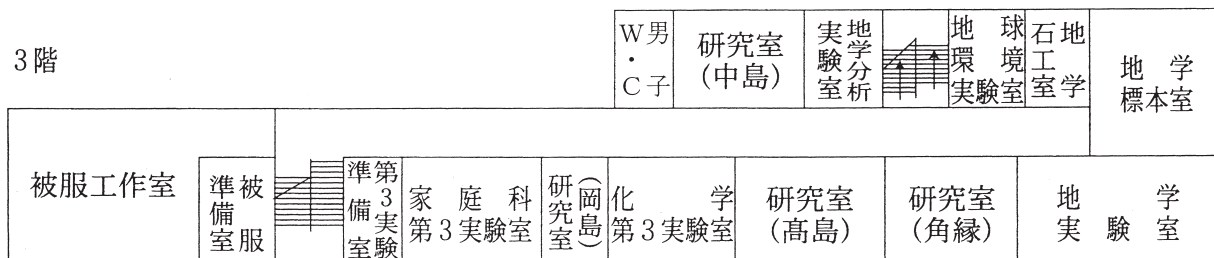 3階
男子
W・C
研究室
(中島)
地学分析
実験室
地球
環境
実験室
地学
石工室
地学
標本室
被服工作室
被服
準備室
第3実験
準備室
家庭科
第3実験室
研究室
(岡島)
化学
第3実験室
研究室
(髙島)
研究室
(角縁)
地学
実験室